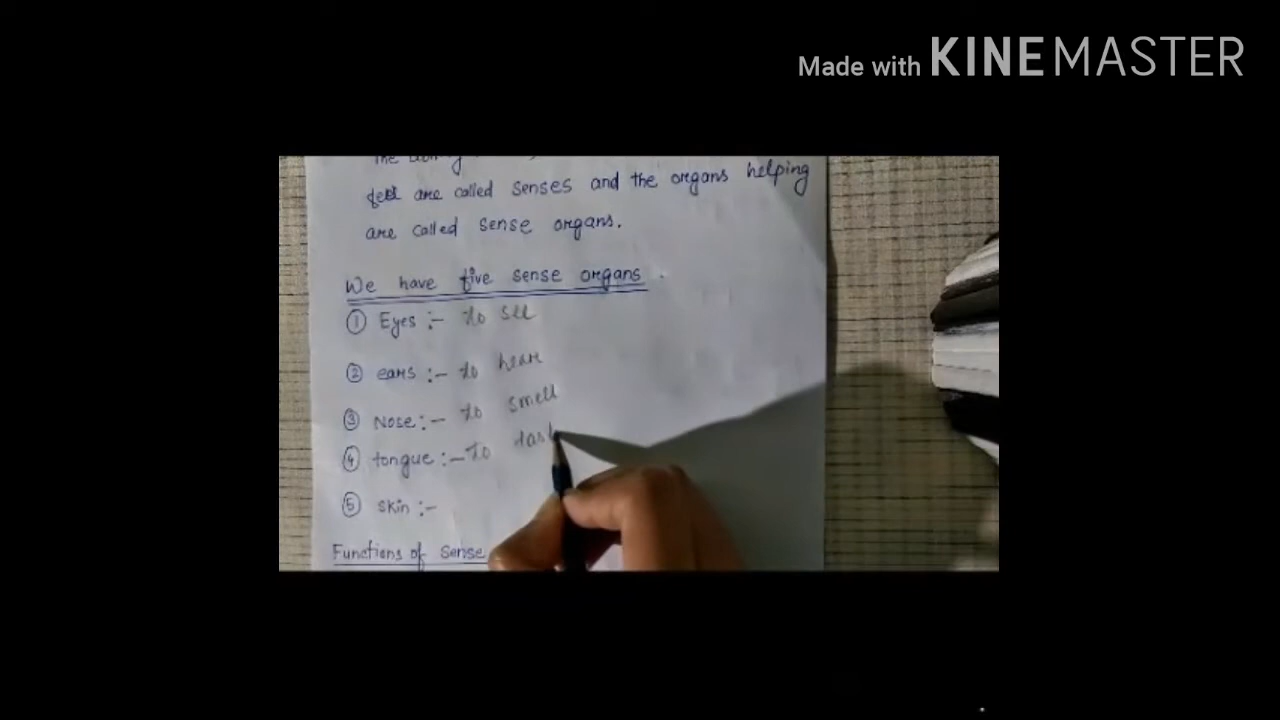 Made with KINEMASTER
The
are called senses and the organs helping
are called sense organs.
We have five sense organs.
① Eyes :- to see
② ears :- to hear
③ Nose :- to smell
④ tongue :- to tast
⑤ skin :-
Functions of Sense